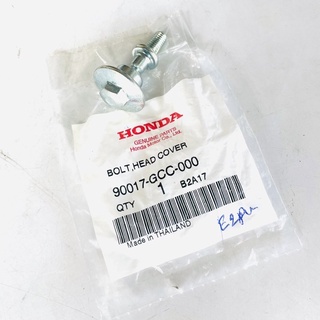 HONDA
GENUINE PARTS
Honda Motor Co., Ltd.
BOLT,HEAD COVER
90017-GCC-000
QTY 1 B2A17
Made in THAILAND